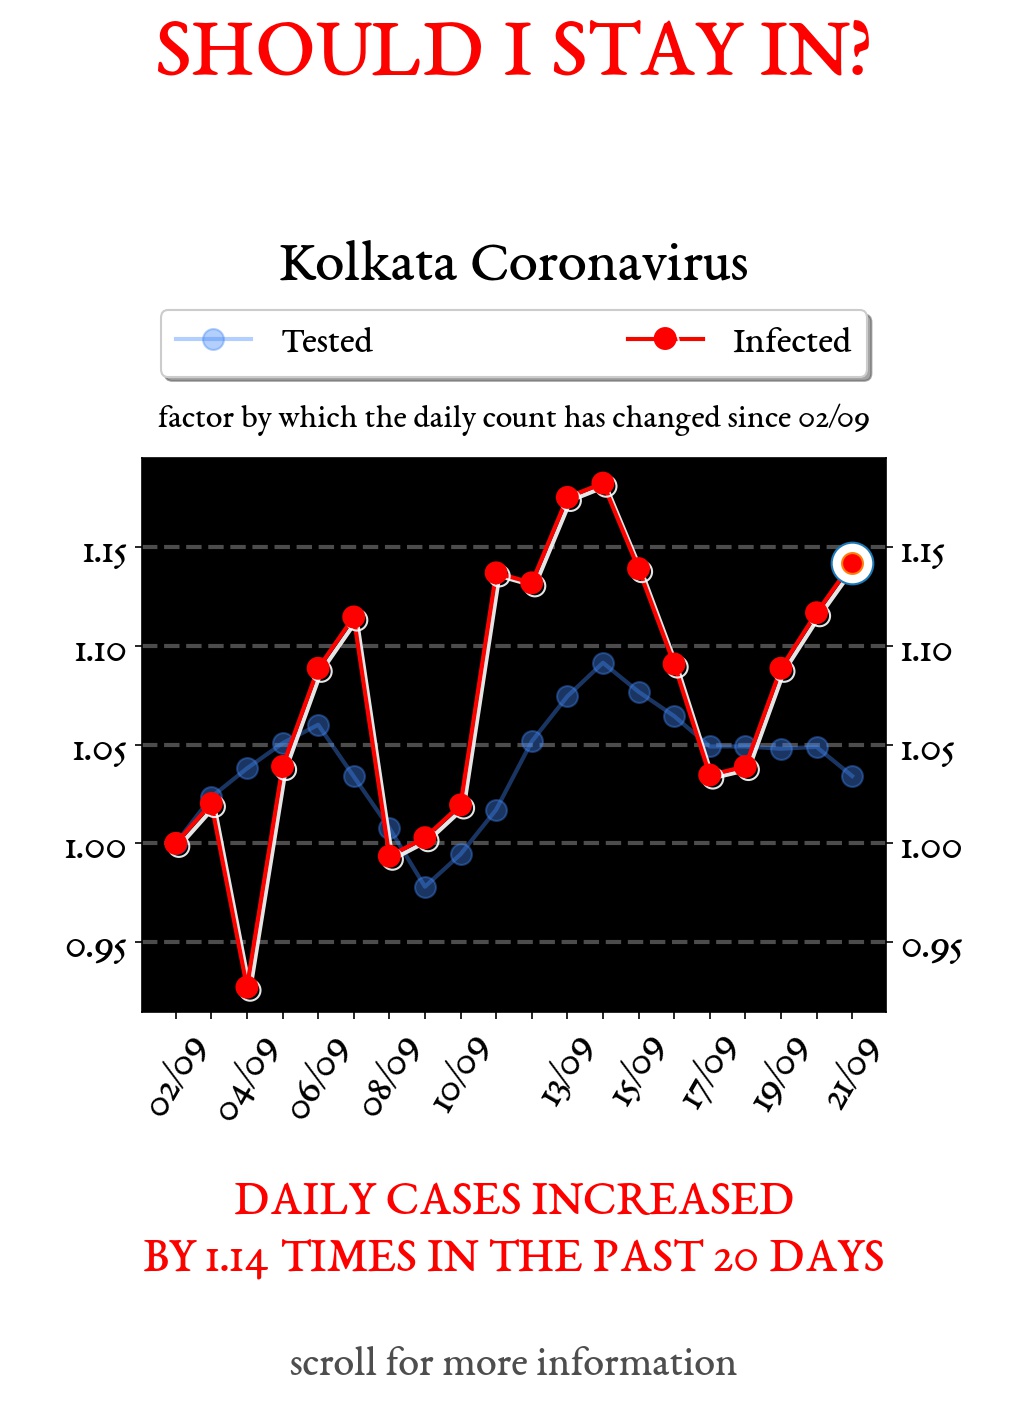 SHOULD I STAY IN?
Kolkata Coronavirus
Tested Infected
factor by which the daily count has changed since 02/09
1.15 1.15
1.10 1.10
1.05 1.05
1.00 1.00
0.95 0.95
02/09 04/09 06/09 08/09 10/09 13/09 15/09 17/09 19/09 21/09
DAILY CASES INCREASED
BY 1.14 TIMES IN THE PAST 20 DAYS
scroll for more information